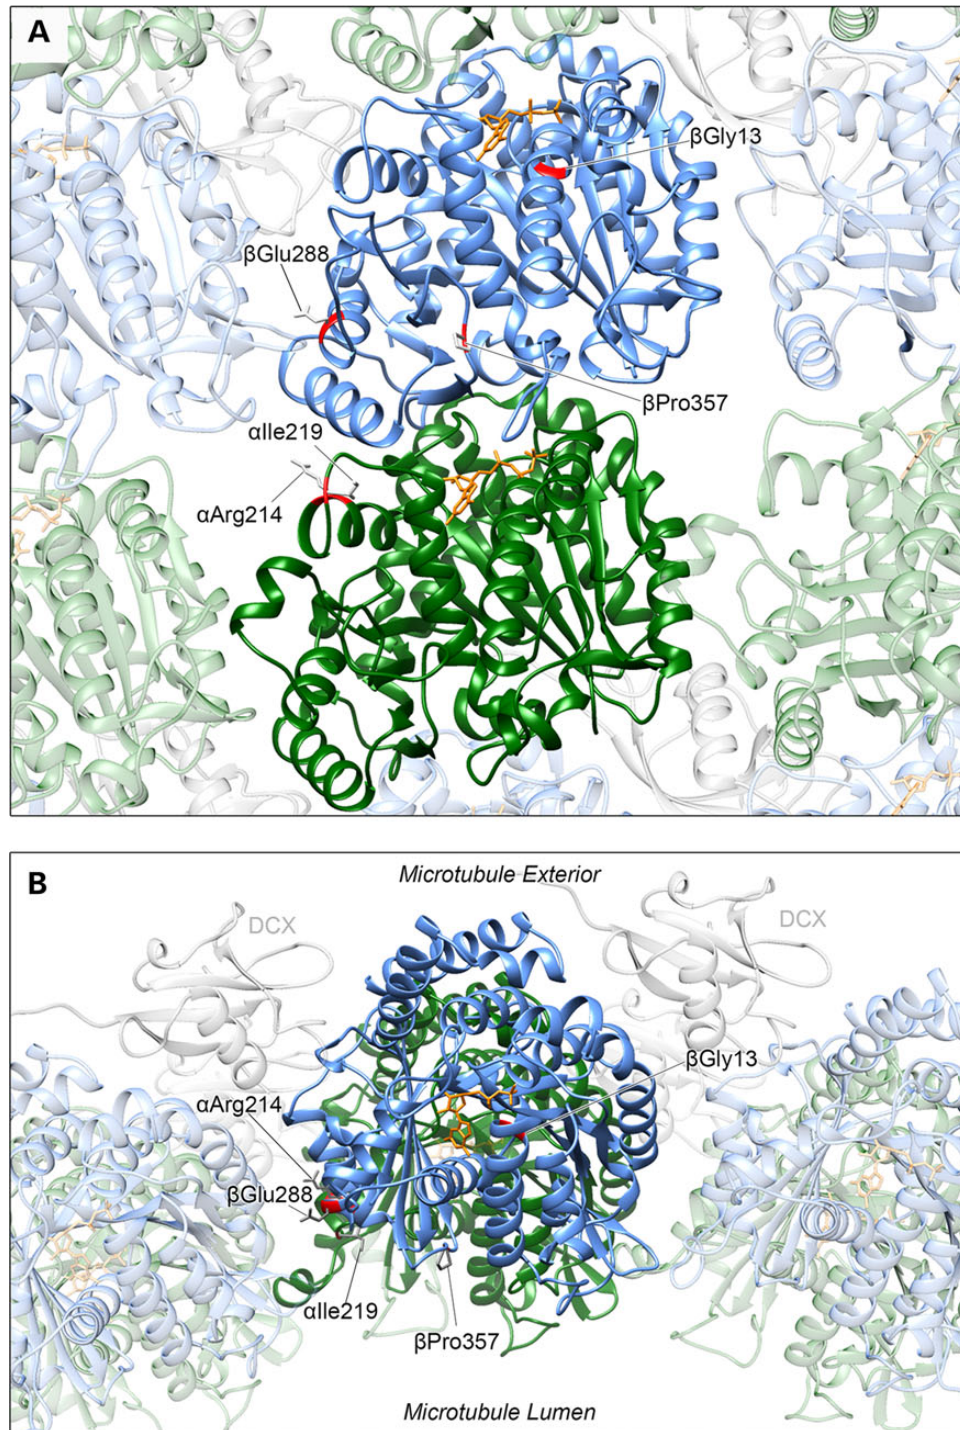 A
βGly13
βGlu288
βPro357
αIle219
αArg214
B
Microtubule Exterior
DCX
DCX
βGly13
αArg214
βGlu288
αIle219
βPro357
Microtubule Lumen